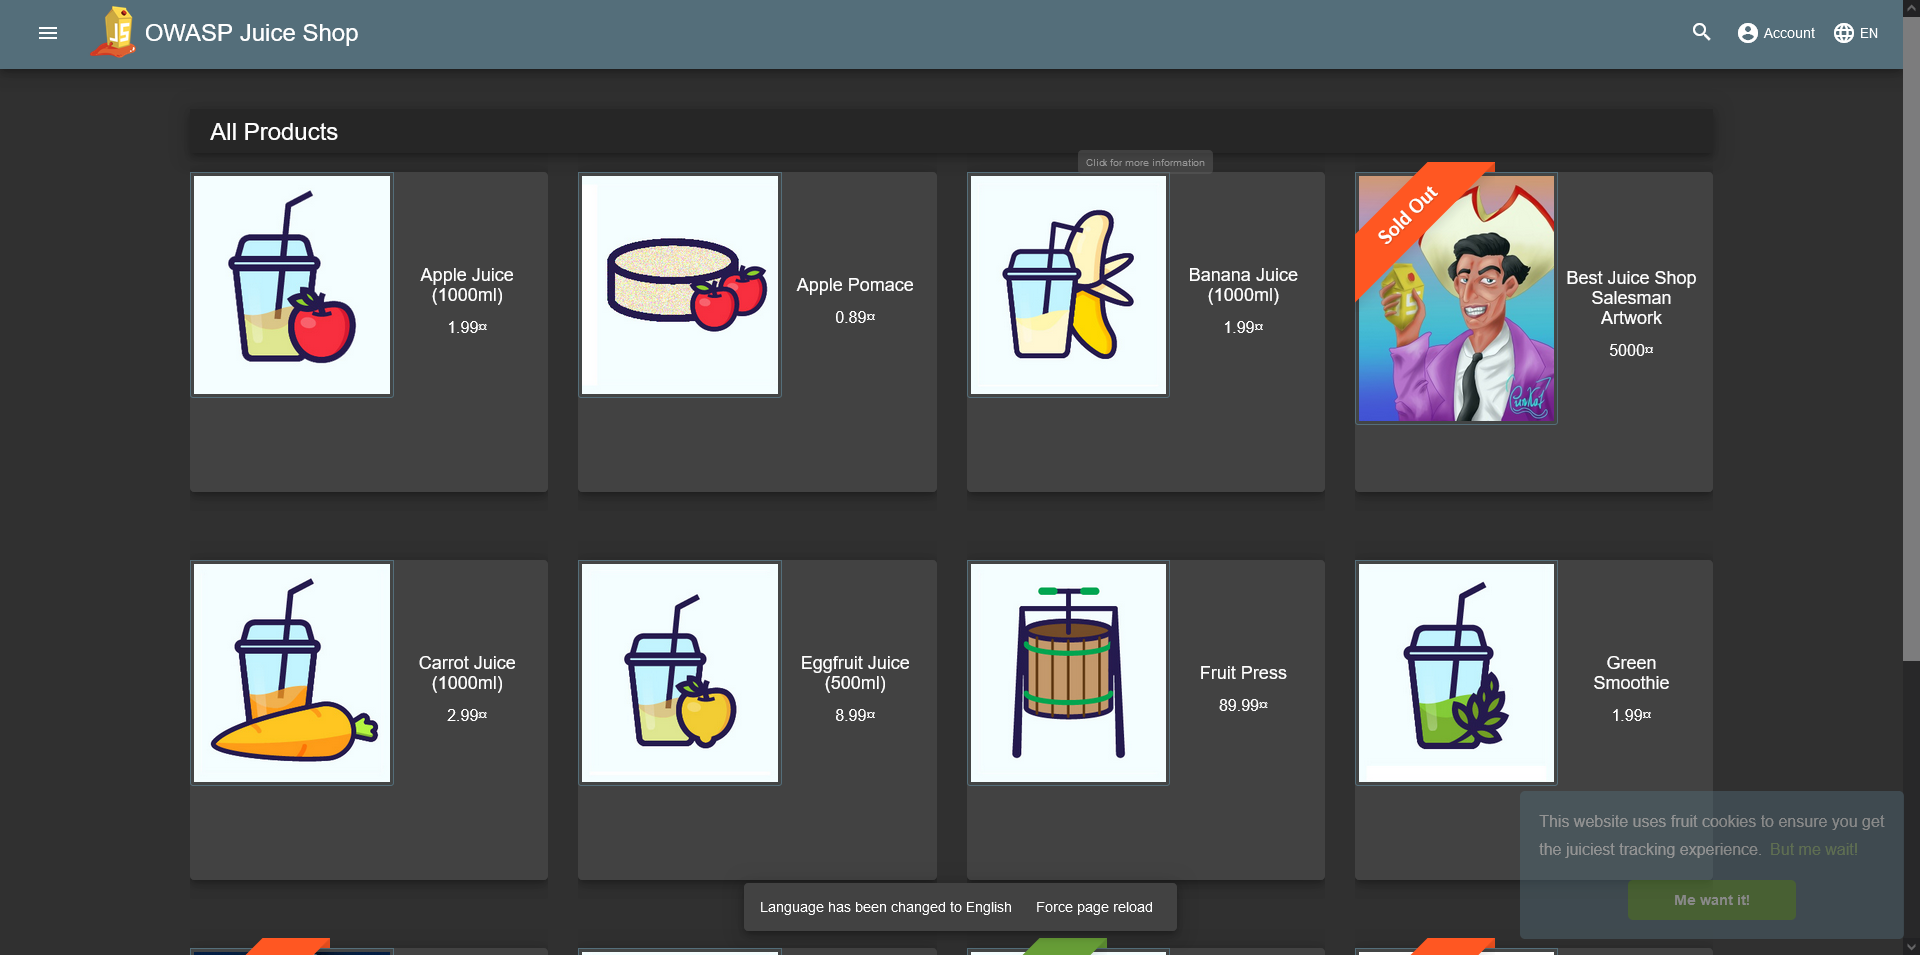 OWASP Juice Shop
Account
EN
All Products
Click for more information
Apple Juice
(1000ml)
1.99¤
Apple Pomace
0.89¤
Banana Juice
(1000ml)
1.99¤
Sold Out
Best Juice Shop
Salesman
Artwork
5000¤
Carrot Juice
(1000ml)
2.99¤
Eggfruit Juice
(500ml)
8.99¤
Fruit Press
89.99¤
Green
Smoothie
1.99¤
This website uses fruit cookies to ensure you get
the juiciest tracking experience. But me wait!
Me want it!
Language has been changed to English Force page reload